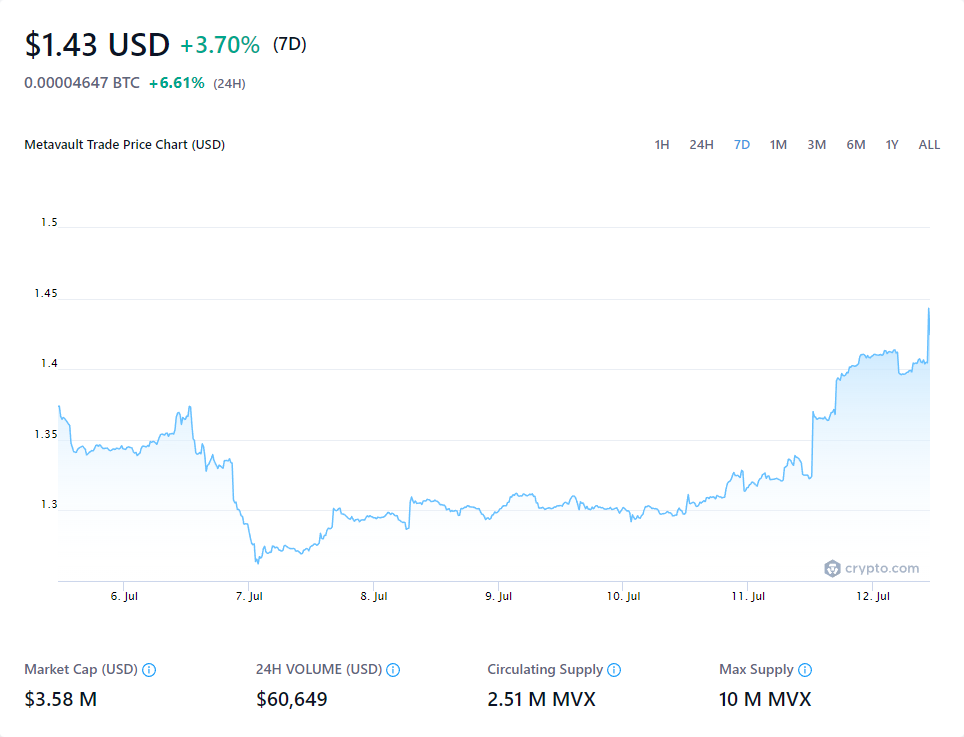 $1.43 USD +3.70% (7D)
0.00004647 BTC +6.61% (24H)
Metavault Trade Price Chart (USD) 1H 24H 7D 1M 3M 6M 1Y ALL
1.5
1.45
1.4
1.35
1.3
crypto.com
6. Jul 7. Jul 8. Jul 9. Jul 10. Jul 11. Jul 12. Jul
Market Cap (USD) 24H VOLUME (USD) Circulating Supply Max Supply
$3.58 M $60,649 2.51 M MVX 10 M MVX